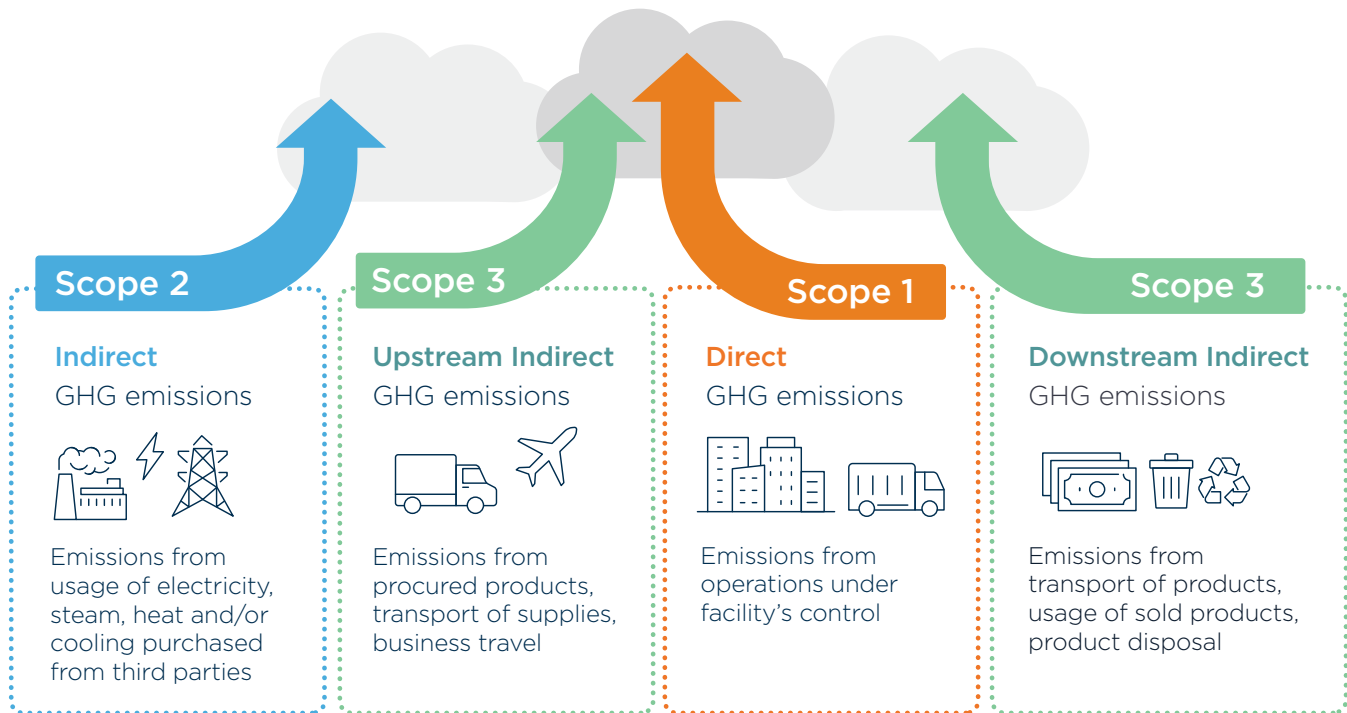 Scope 2
Indirect
GHG emissions
Emissions from
usage of electricity,
steam, heat and/or
cooling purchased
from third parties
Scope 3
Upstream Indirect
GHG emissions
Emissions from
procured products,
transport of supplies,
business travel
Scope 1
Direct
GHG emissions
Emissions from
operations under
facility’s control
Scope 3
Downstream Indirect
GHG emissions
Emissions from
transport of products,
usage of sold products,
product disposal